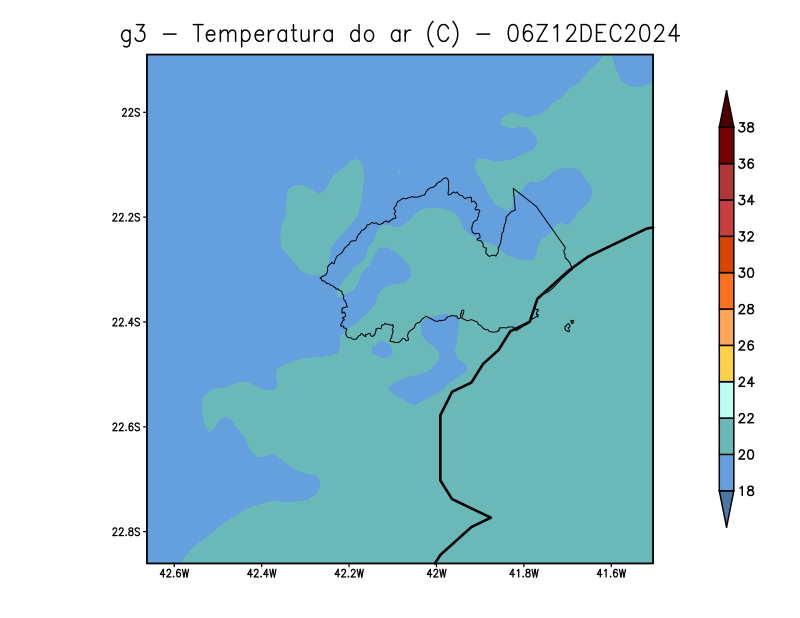 g3 - Temperatura do ar (C) - 06Z12DEC2024
22S
22.2S
22.4S
22.6S
22.8S
42.6W
42.4W
42.2W
42W
41.8W
41.6W
38
36
34
32
30
28
26
24
22
20
18